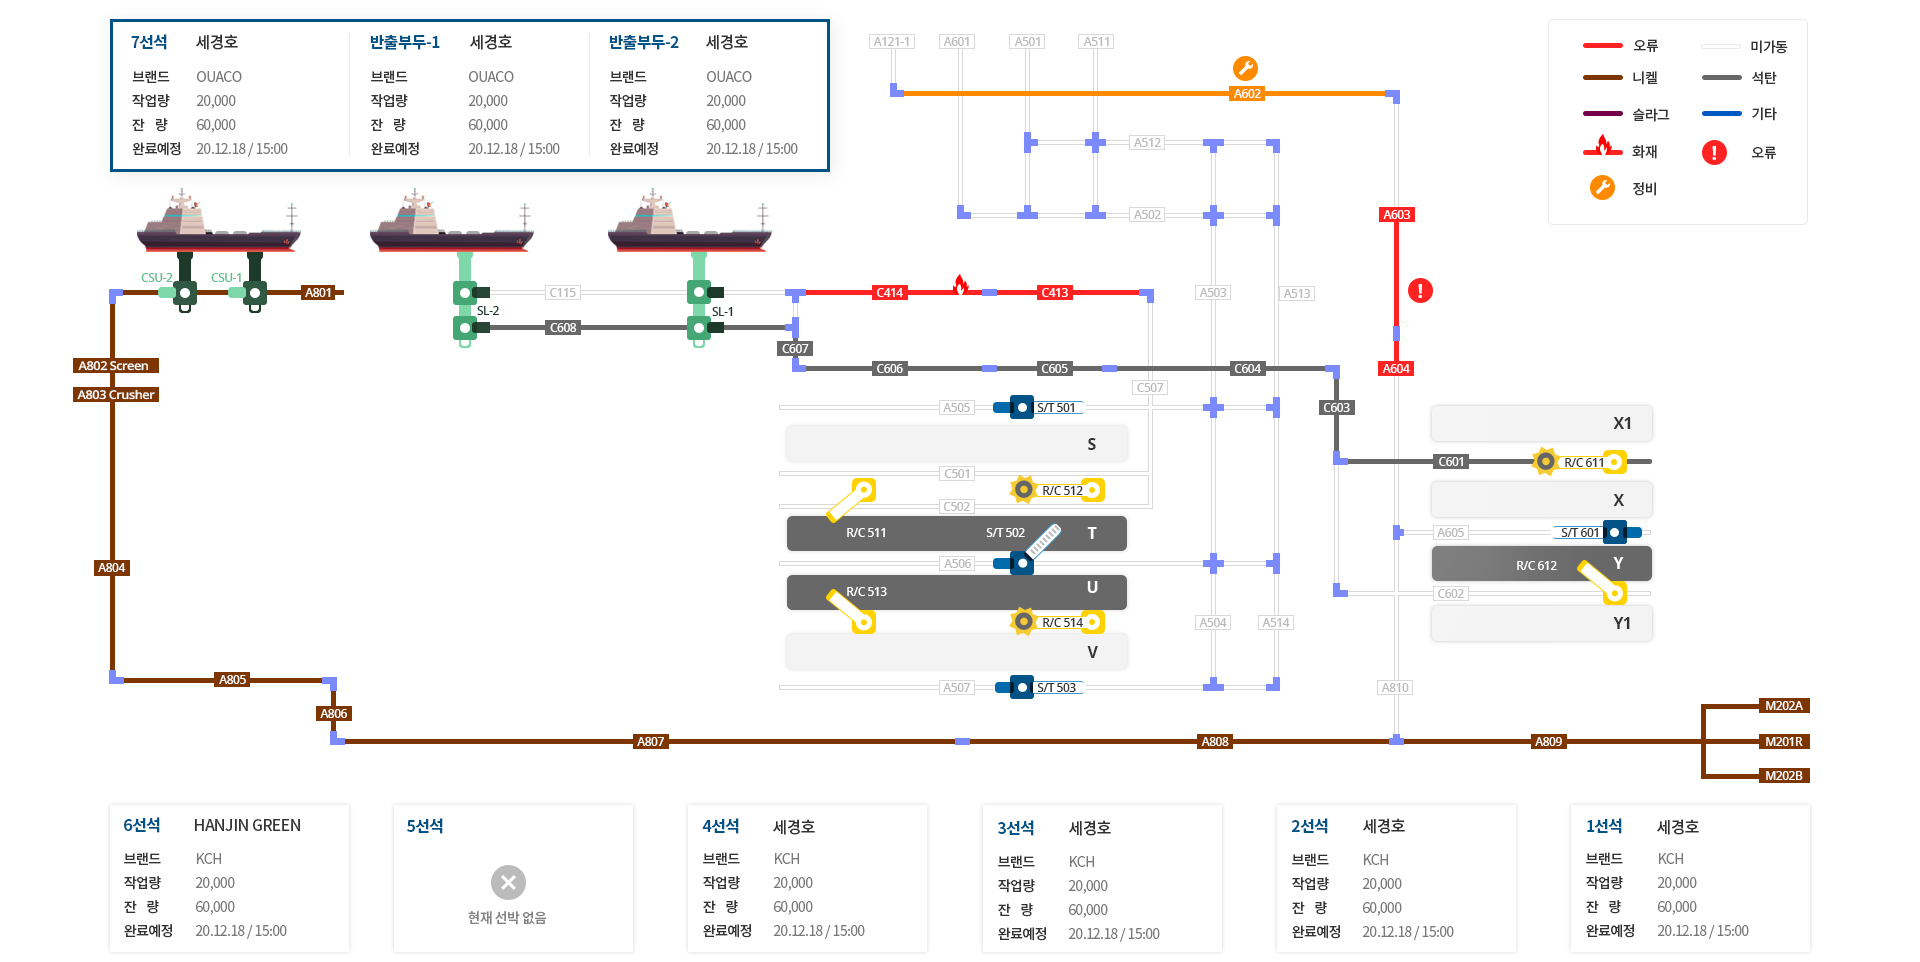 7선석 세경호
브랜드 OUACO
작업량 20,000
잔 량 60,000
완료예정 20.12.18 / 15:00
반출부두-1 세경호
브랜드 OUACO
작업량 20,000
잔 량 60,000
완료예정 20.12.18 / 15:00
반출부두-2 세경호
브랜드 OUACO
작업량 20,000
잔 량 60,000
완료예정 20.12.18 / 15:00
A121-1 A601 A501 A511
A602
A512
A502
오류 미가동
니켈 석탄
슬라그 기타
화재 ! 오류
정비
A603
!
A604
CSU-2 CSU-1
A801
C115
SL-2 SL-1
C608
C414 C413
A503 A513
C607
C606 C605 C604
C507
C603
A802 Screen
A803 Crusher
A505 S/T 501
S
C501
R/C 512
C502
R/C 511 S/T 502 T
A506
R/C 513 U
R/C 514
V
A507 S/T 503
A504 A514
X1
C601 R/C 611
X
A605 S/T 601
R/C 612 Y
C602
Y1
A810
A804
A805
A806
A807 A808 A809
M202A
M201R
M202B
6선석 HANJIN GREEN
브랜드 KCH
작업량 20,000
잔 량 60,000
완료예정 20.12.18 / 15:00
5선석
현재 선박 없음
4선석 세경호
브랜드 KCH
작업량 20,000
잔 량 60,000
완료예정 20.12.18 / 15:00
3선석 세경호
브랜드 KCH
작업량 20,000
잔 량 60,000
완료예정 20.12.18 / 15:00
2선석 세경호
브랜드 KCH
작업량 20,000
잔 량 60,000
완료예정 20.12.18 / 15:00
1선석 세경호
브랜드 KCH
작업량 20,000
잔 량 60,000
완료예정 20.12.18 / 15:00